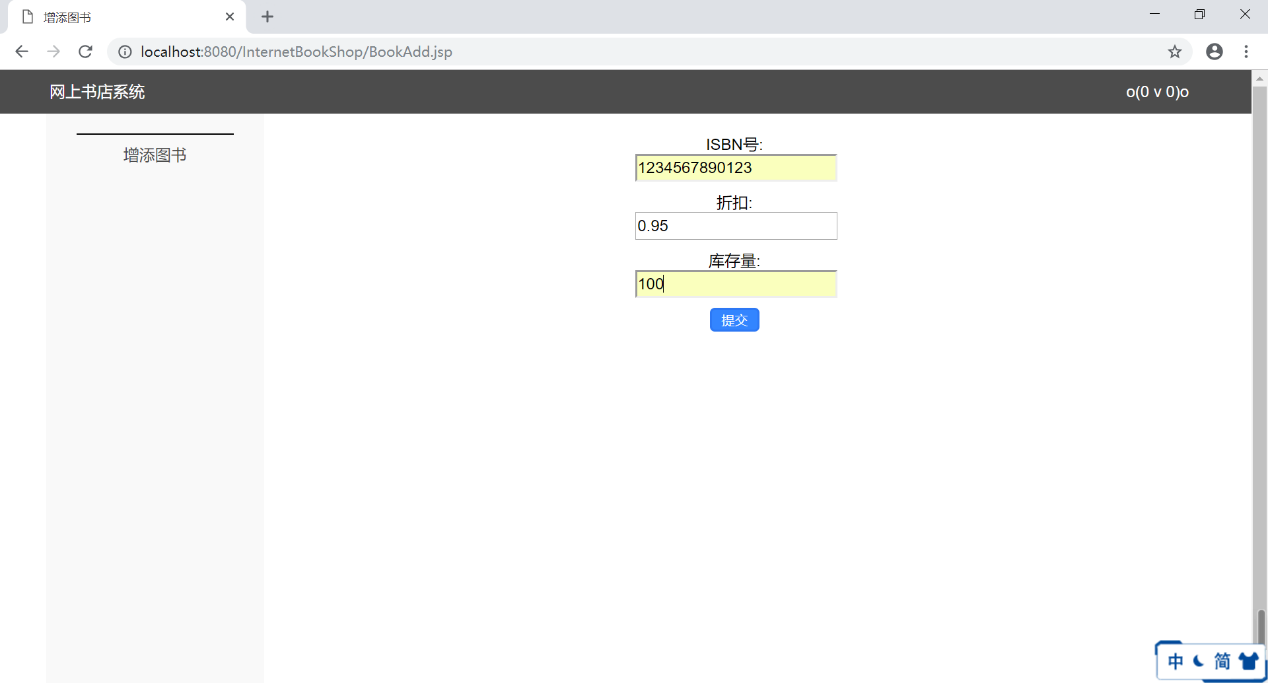 增添图书
localhost:8080/InternetBookShop/BookAdd.jsp
网上书店系统
o(0 v 0)o
增添图书
ISBN号:
1234567890123
折扣:
0.95
库存量:
100
提交
中 简